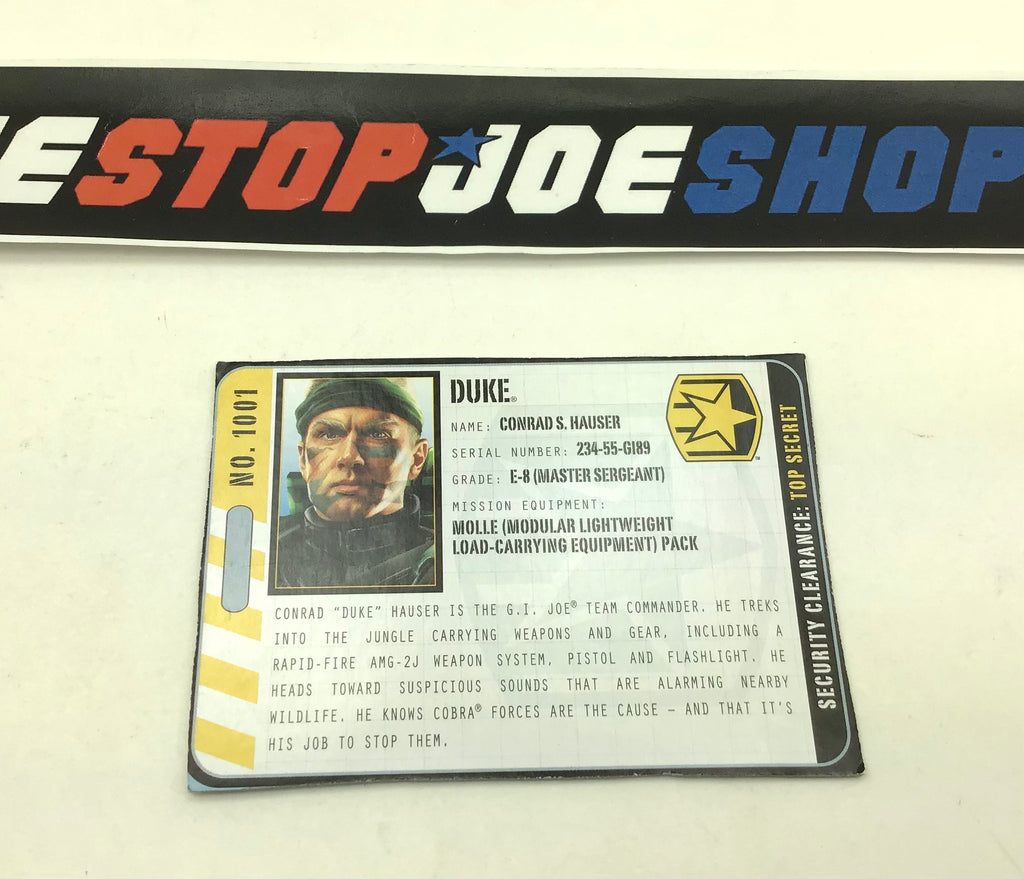 E STOP JOE SHOP
NO. 1001
DUKE®
NAME: CONRAD S. HAUSER
SERIAL NUMBER: 234-55-GI89
GRADE: E-8 (MASTER SERGEANT)
MISSION EQUIPMENT:
MOLLE (MODULAR LIGHTWEIGHT
LOAD-CARRYING EQUIPMENT) PACK
TM
CONRAD "DUKE" HAUSER IS THE G.I. JOE® TEAM COMMANDER. HE TREKS
INTO THE JUNGLE CARRYING WEAPONS AND GEAR, INCLUDING A
RAPID-FIRE AMG-2J WEAPON SYSTEM, PISTOL AND FLASHLIGHT. HE
HEADS TOWARD SUSPICIOUS SOUNDS THAT ARE ALARMING NEARBY
WILDLIFE. HE KNOWS COBRA® FORCES ARE THE CAUSE – AND THAT IT'S
HIS JOB TO STOP THEM.
SECURITY CLEARANCE: TOP SECRET